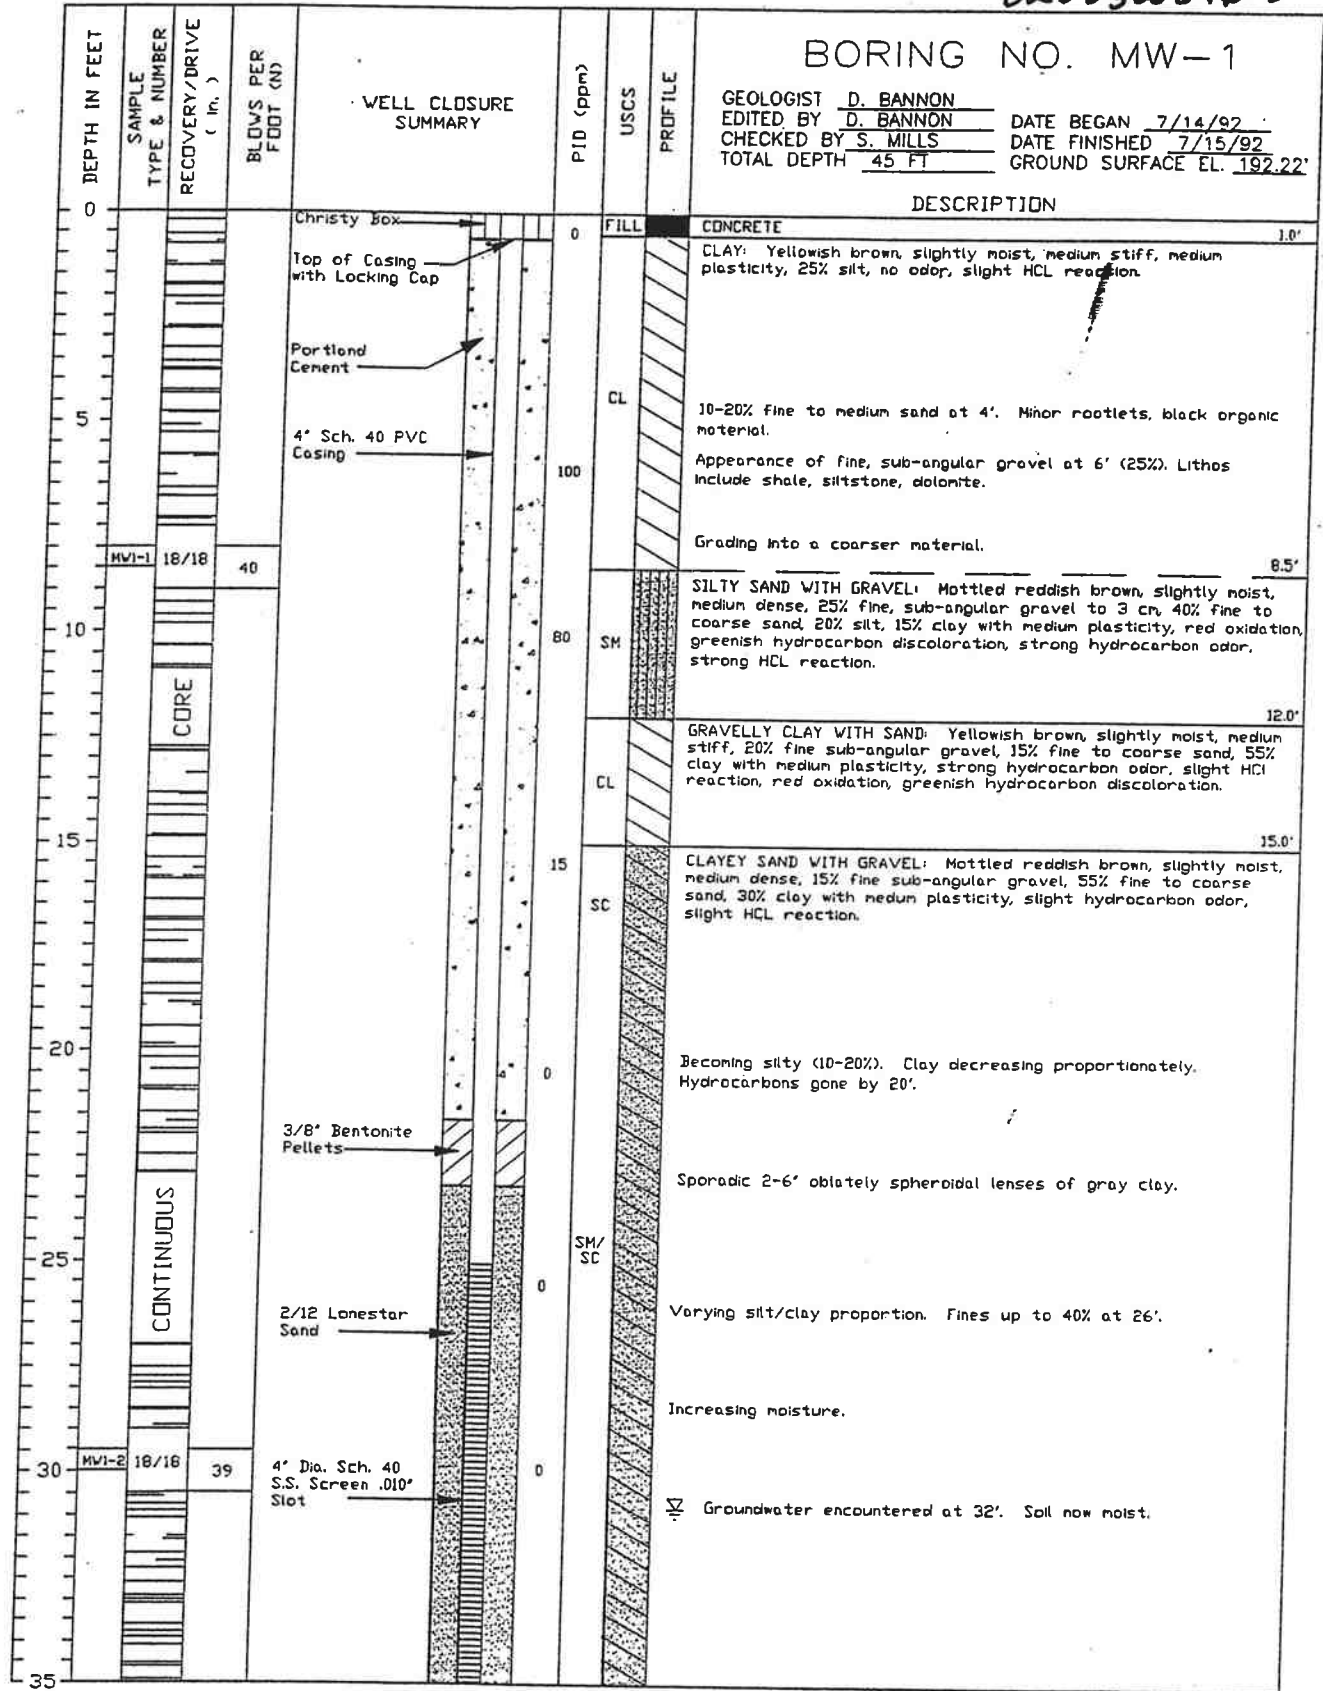 BORING NO. MW-1
GEOLOGIST D. BANNON
EDITED BY D. BANNON DATE BEGAN 7/14/92
CHECKED BY S. MILLS DATE FINISHED 7/15/92
TOTAL DEPTH 45 FT GROUND SURFACE EL. 192.22'
DEPTH IN FEET
SAMPLE TYPE & NUMBER
RECOVERY/DRIVE ( In. )
BLOWS PER FOOT (N)
WELL CLOSURE
SUMMARY
PID (ppm)
USCS
PROFILE
DESCRIPTION
0
Christy Box
0
FILL
CONCRETE
1.0'
Top of Casing
with Locking Cap
CLAY: Yellowish brown, slightly moist, medium stiff, medium
plasticity, 25% silt, no odor, slight HCL reaction.
Portland
Cement
CL
5
10-20% fine to medium sand at 4'. Minor rootlets, black organic
material.
4" Sch. 40 PVC
Casing
100
Appearance of fine, sub-angular gravel at 6' (25%). Lithos
Include shale, siltstone, dolomite.
Grading into a coarser material.
MW1-1 18/18 40
8.5'
SILTY SAND WITH GRAVEL: Mottled reddish brown, slightly moist,
medium dense, 25% fine, sub-angular gravel to 3 cm, 40% fine to
coarse sand, 20% silt, 15% clay with medium plasticity, red oxidation,
greenish hydrocarbon discoloration, strong hydrocarbon odor,
strong HCL reaction.
10
80
SM
CORE
12.0'
GRAVELLY CLAY WITH SAND: Yellowish brown, slightly moist, medium
stiff, 20% fine sub-angular gravel, 15% fine to coarse sand, 55%
clay with medium plasticity, strong hydrocarbon odor, slight HCl
reaction, red oxidation, greenish hydrocarbon discoloration.
CL
15
15.0'
15
CLAYEY SAND WITH GRAVEL: Mottled reddish brown, slightly moist,
medium dense, 15% fine sub-angular gravel, 55% fine to coarse
sand, 30% clay with medum plasticity, slight hydrocarbon odor,
slight HCL reaction.
SC
20
0
Becoming silty (10-20%). Clay decreasing proportionately.
Hydrocarbons gone by 20'.
3/8" Bentonite
Pellets
Sporadic 2-6" oblately spheroidal lenses of gray clay.
CONTINUOUS
SM/
SC
25
0
2/12 Lonestar
Sand
Varying silt/clay proportion. Fines up to 40% at 26'.
Increasing moisture.
MW1-2 18/18 39
30
0
4" Dia. Sch. 40
S.S. Screen .010"
Slot
Groundwater encountered at 32'. Soil now moist.
35